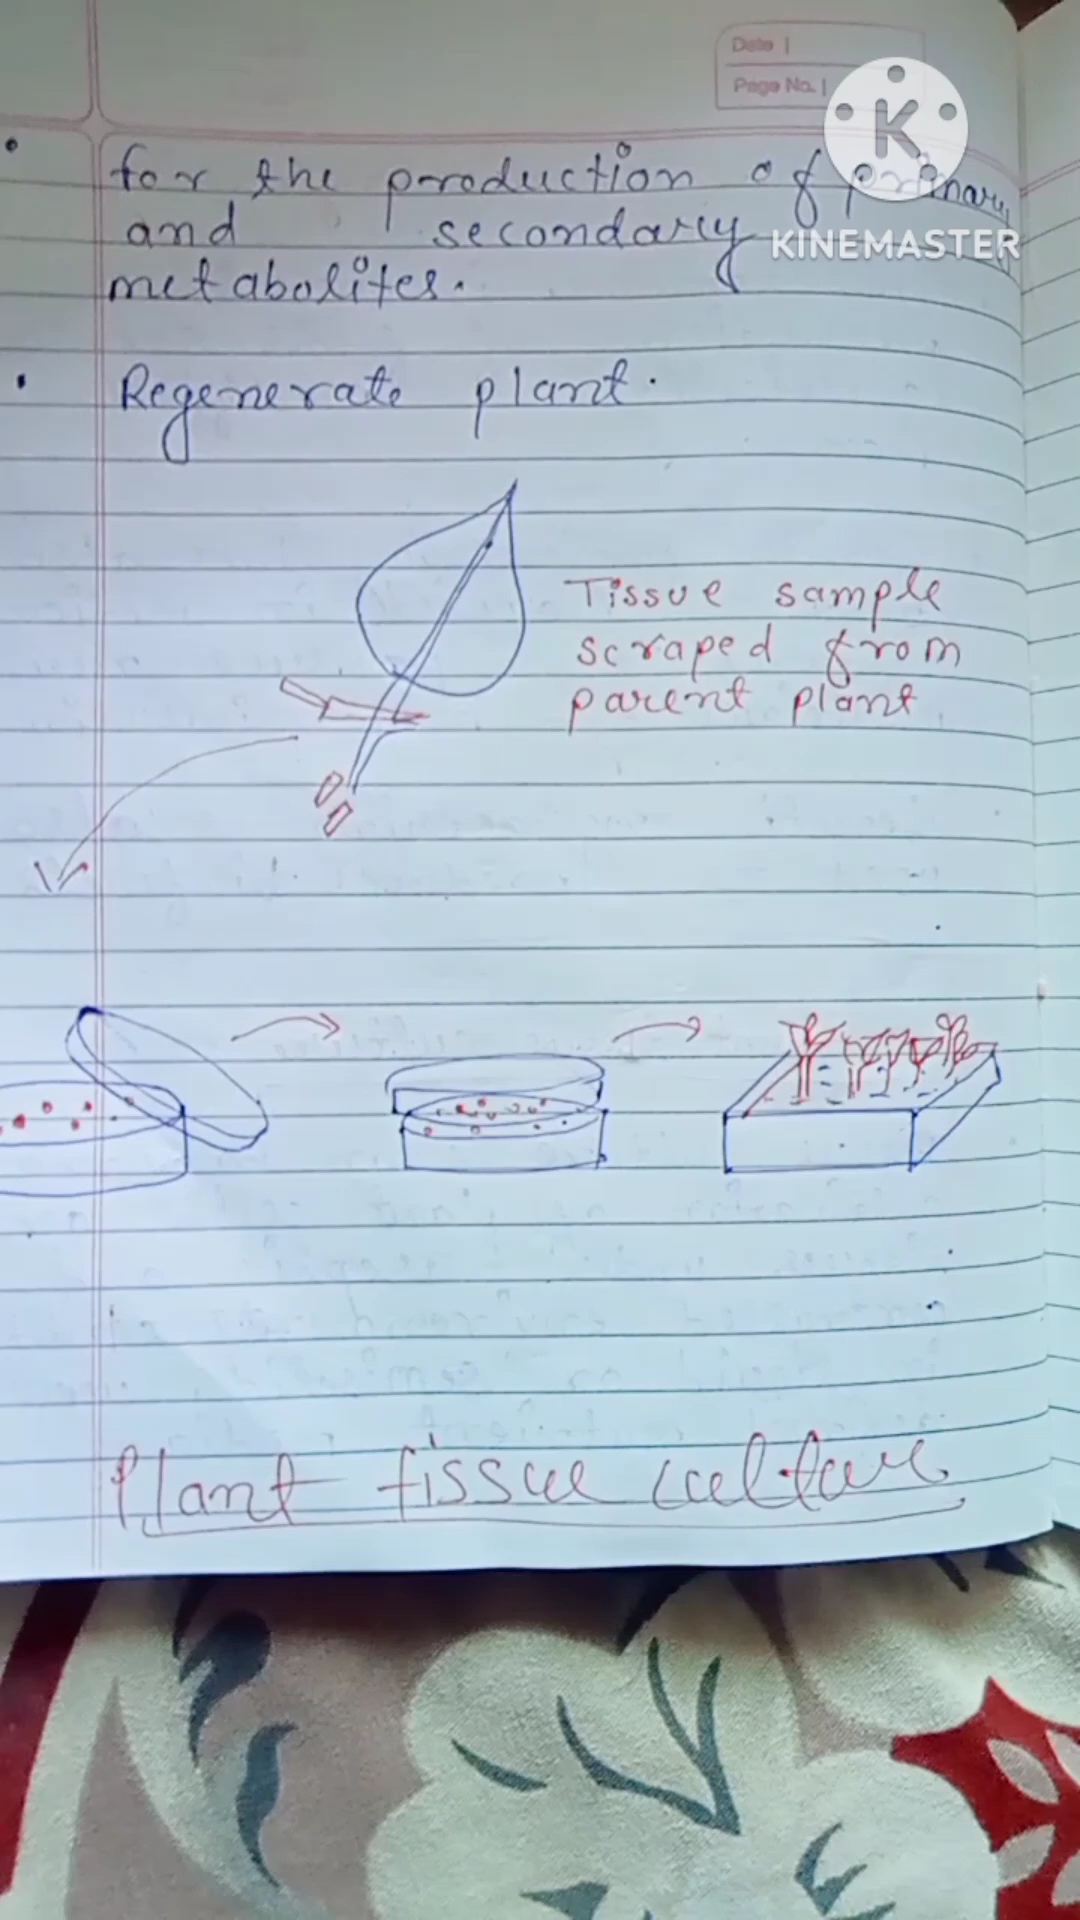 Date
Page No.
K
KINEMASTER
• for the production of primary
and secondary
metabolites.
• Regenerate plant.
Tissue sample
scraped from
parent plant
Plant tissue culture